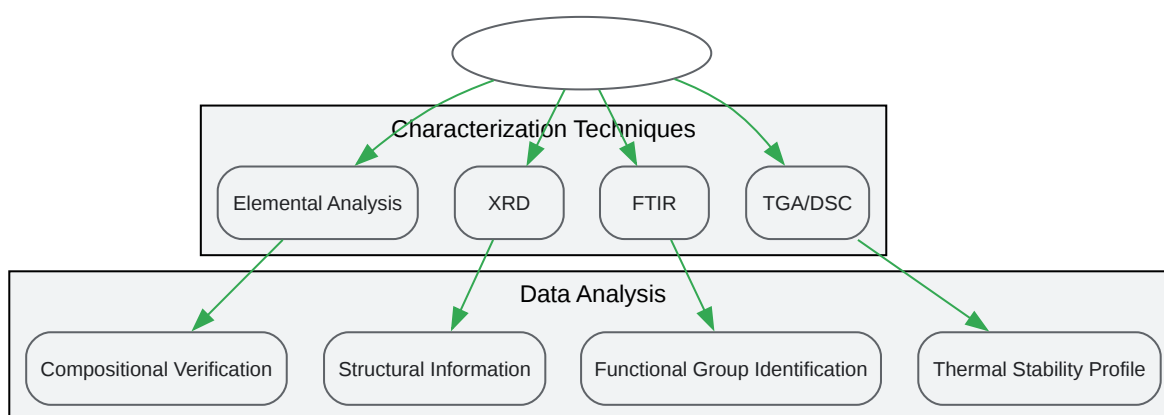 Characterization Techniques
Elemental Analysis
XRD
FTIR
TGA/DSC
Data Analysis
Compositional Verification
Structural Information
Functional Group Identification
Thermal Stability Profile